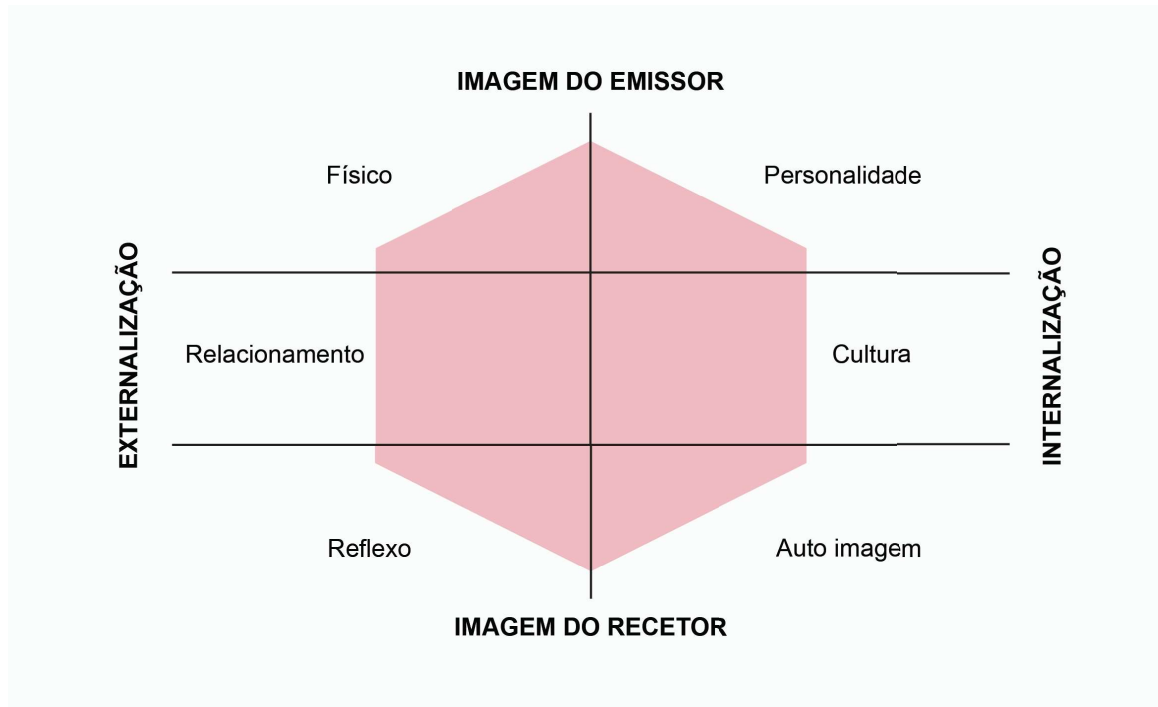 IMAGEM DO EMISSOR
Físico
Personalidade
EXTERNALIZAÇÃO
INTERNALIZAÇÃO
Relacionamento
Cultura
Reflexo
Auto imagem
IMAGEM DO RECETOR